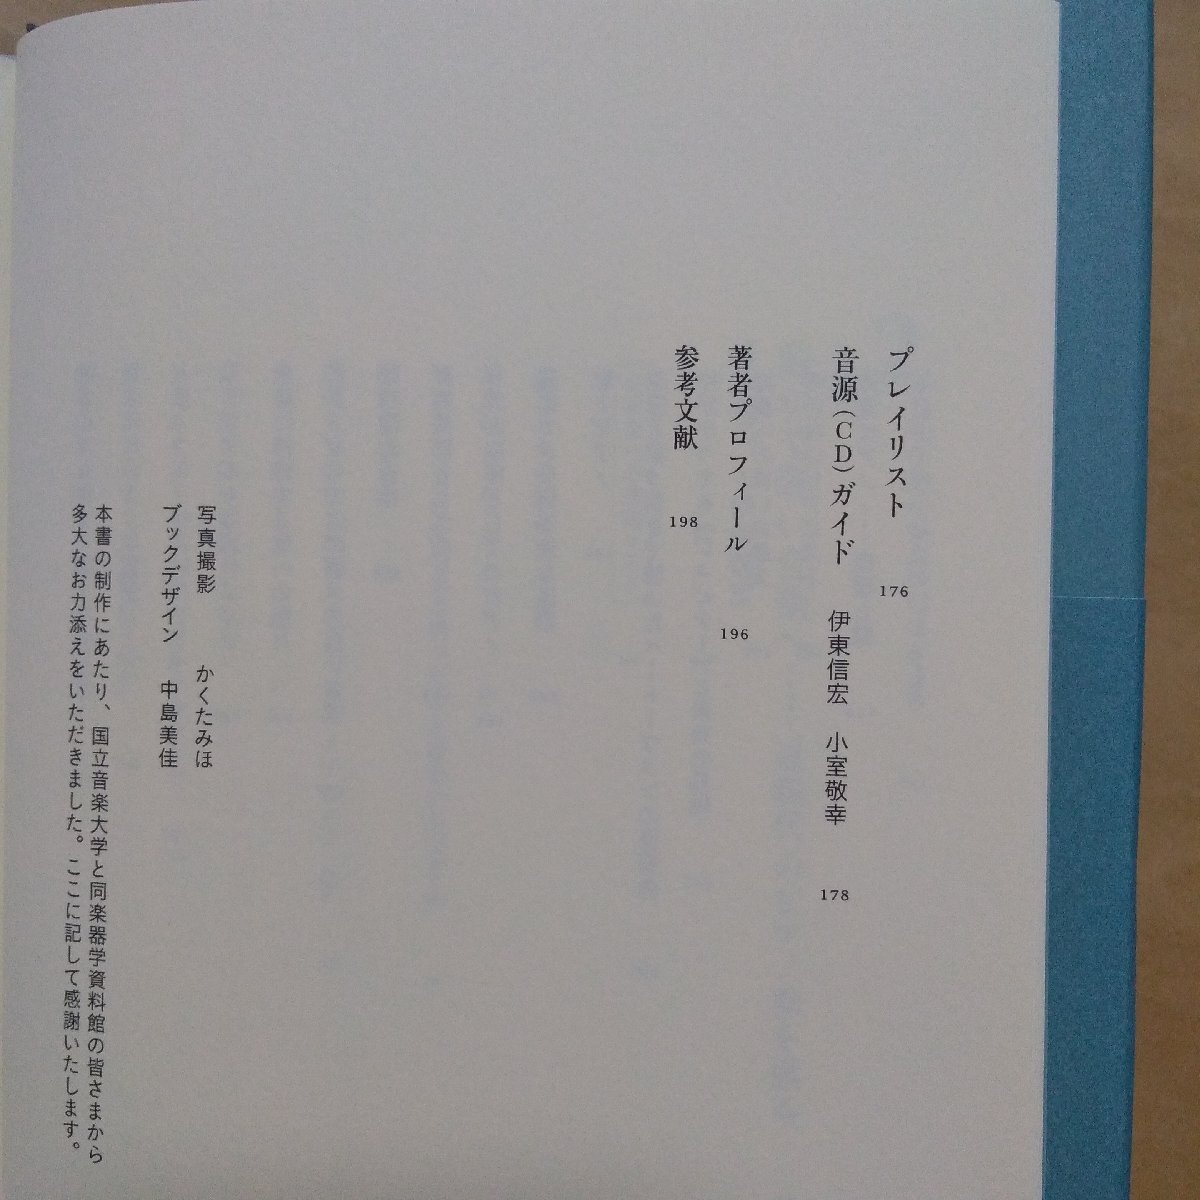 プレイリスト 176
音源（CD）ガイド 伊東信宏 小室敬幸 178
著者プロフィール 196
参考文献 198
写真撮影 かくたみほ
ブックデザイン 中島美佳
本書の制作にあたり、国立音楽大学と同楽器学資料館の皆さまから
多大なお力添えをいただきました。ここに記して感謝いたします。